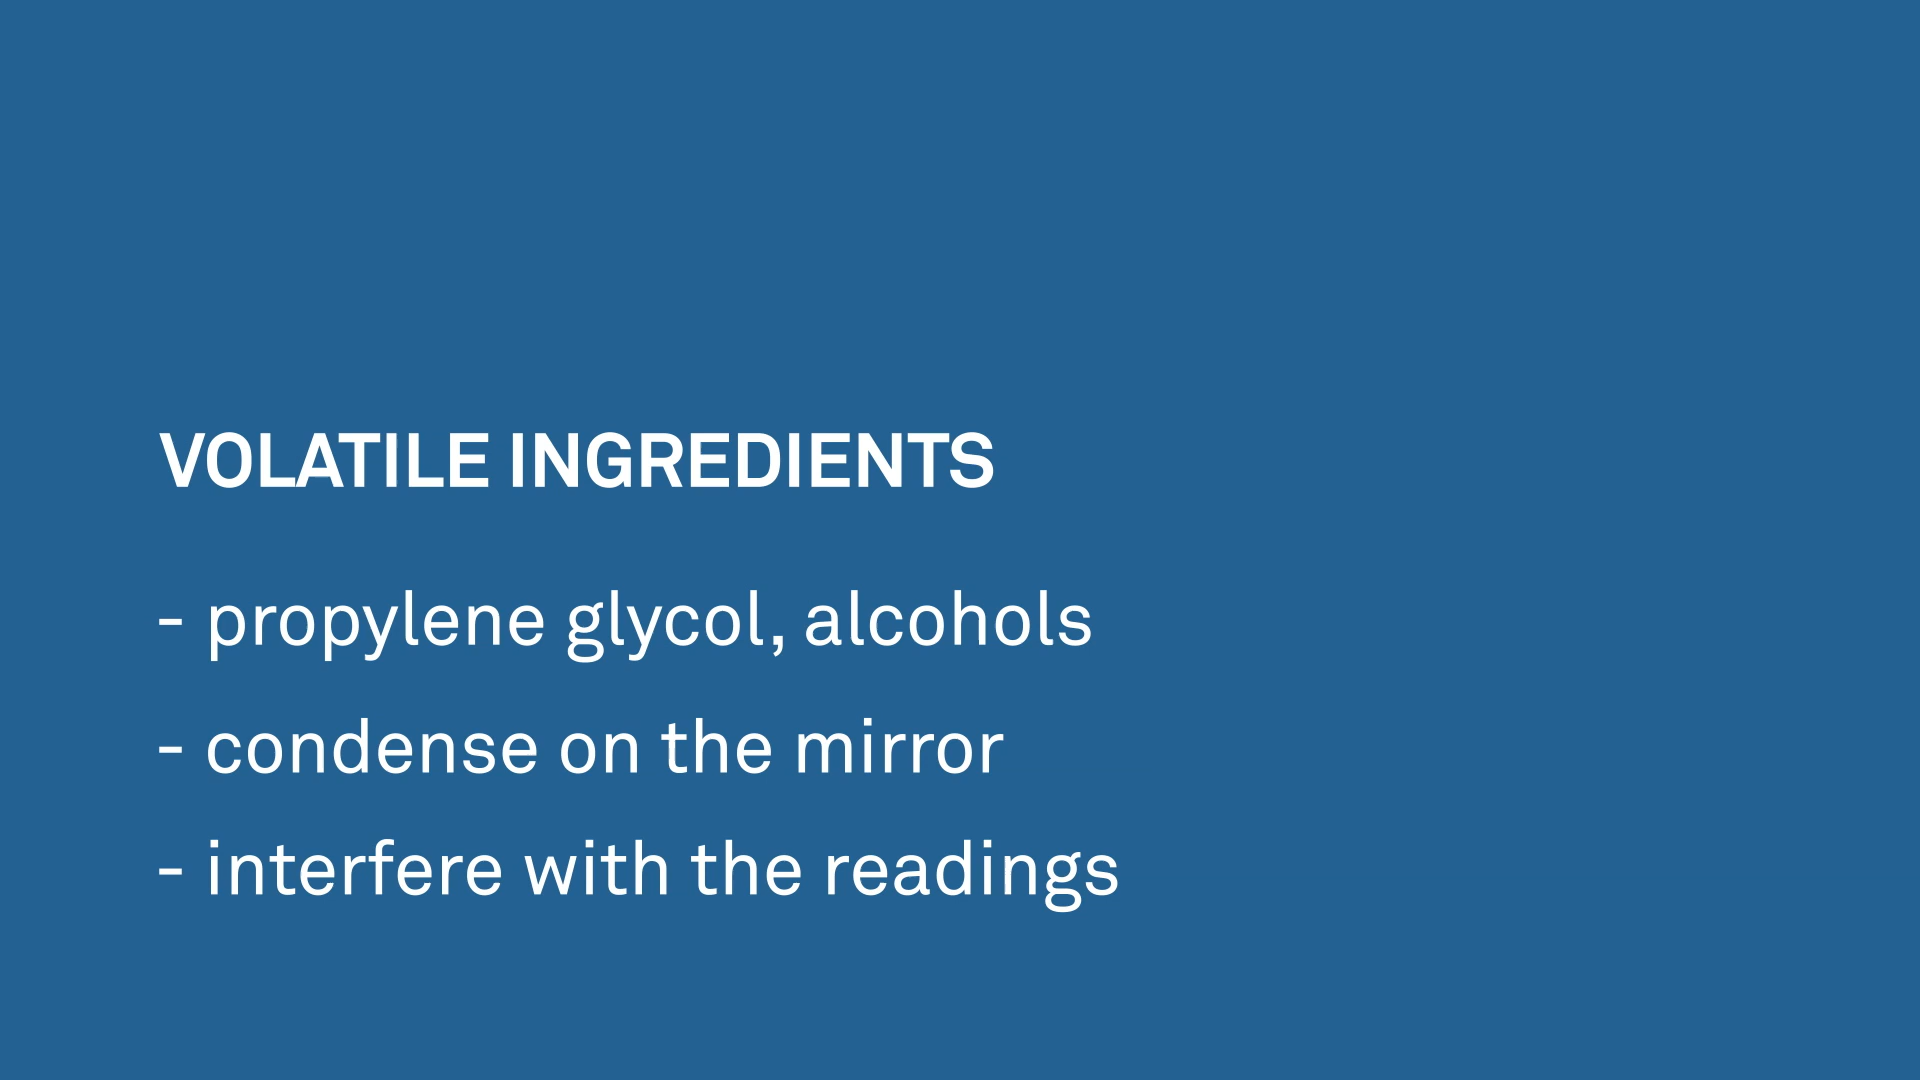 VOLATILE INGREDIENTS
- propylene glycol, alcohols
- condense on the mirror
- interfere with the readings